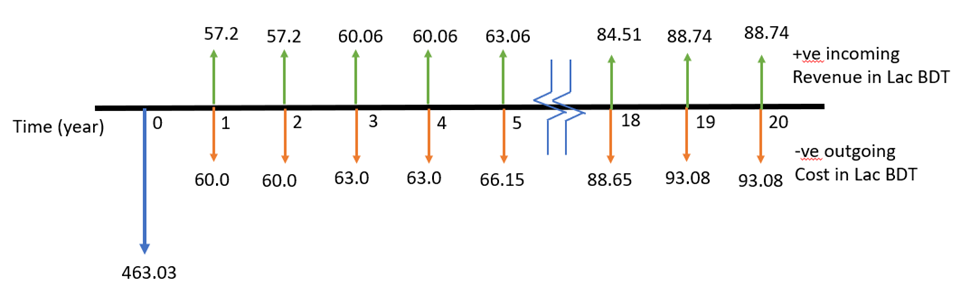 57.2 57.2 60.06 60.06 63.06 84.51 88.74 88.74
+ve incoming
Revenue in Lac BDT
Time (year) 0 1 2 3 4 5 18 19 20
-ve outgoing
Cost in Lac BDT
60.0 60.0 63.0 63.0 66.15 88.65 93.08 93.08
463.03